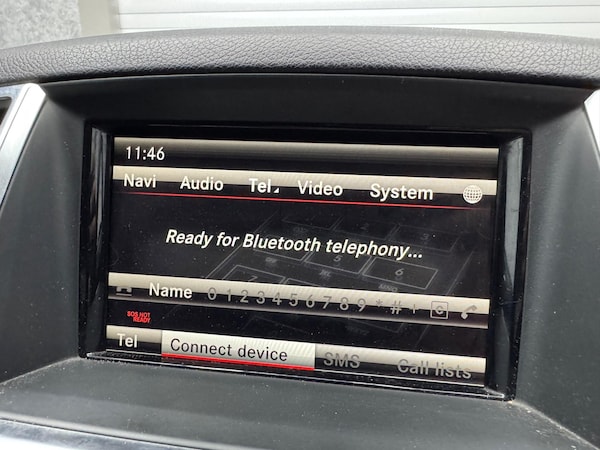 11:46
Navi Audio Tel Video System
Ready for Bluetooth telephony...
Name 0 1 2 3 4 5 6 7 8 9 * # + C
SOS NOT
READY
Tel Connect device SMS Call lists